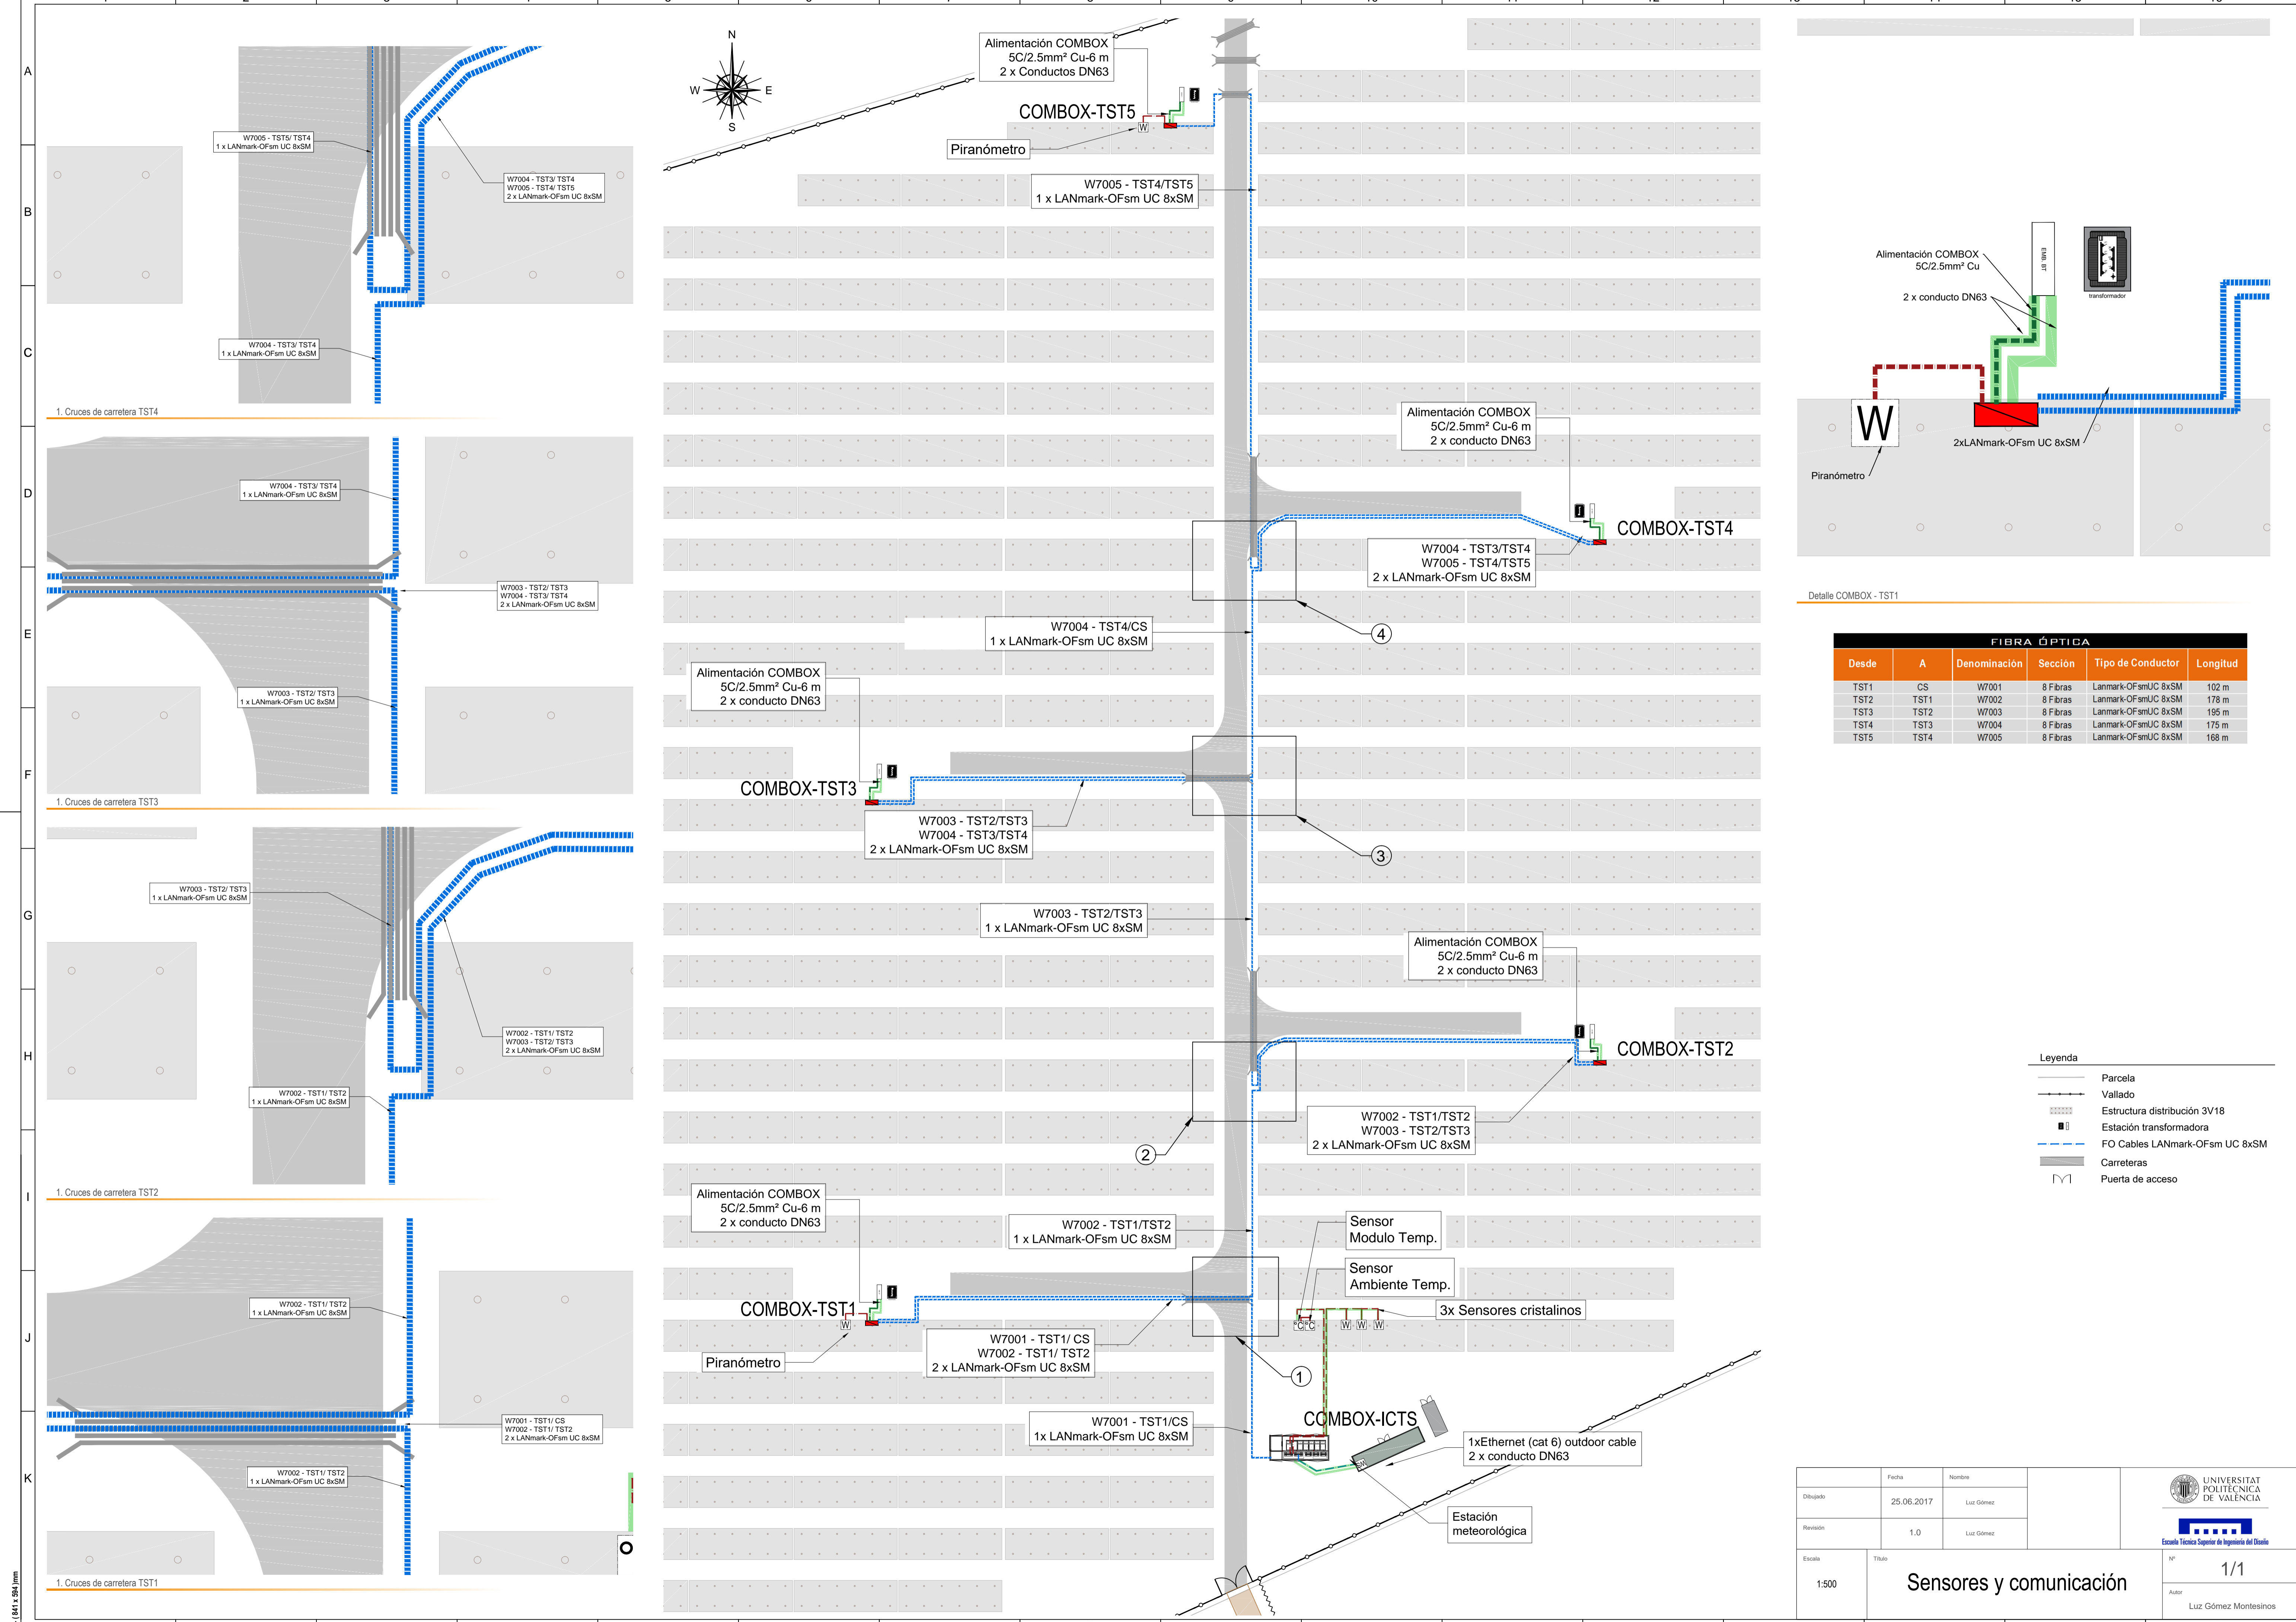 A
B
C
D
E
F
G
H
I
J
K
(841 x 594)mm
W7005 - TST5/ TST4
1 x LANmark-OFsm UC 8xSM
W7004 - TST3/ TST4
W7005 - TST4/ TST5
2 x LANmark-OFsm UC 8xSM
W7004 - TST3/ TST4
1 x LANmark-OFsm UC 8xSM
1. Cruces de carretera TST4
W7004 - TST3/ TST4
1 x LANmark-OFsm UC 8xSM
W7003 - TST2/ TST3
W7004 - TST3/ TST4
2 x LANmark-OFsm UC 8xSM
W7003 - TST2/ TST3
1 x LANmark-OFsm UC 8xSM
1. Cruces de carretera TST3
W7003 - TST2/ TST3
1 x LANmark-OFsm UC 8xSM
W7002 - TST1/ TST2
W7003 - TST2/ TST3
2 x LANmark-OFsm UC 8xSM
W7002 - TST1/ TST2
1 x LANmark-OFsm UC 8xSM
1. Cruces de carretera TST2
W7002 - TST1/ TST2
1 x LANmark-OFsm UC 8xSM
W7001 - TST1/ CS
W7002 - TST1/ TST2
2 x LANmark-OFsm UC 8xSM
W7002 - TST1/ TST2
1 x LANmark-OFsm UC 8xSM
1. Cruces de carretera TST1
N
W E
S
Alimentación COMBOX
5C/2.5mm² Cu-6 m
2 x Conductos DN63
COMBOX-TST5
W
Piranómetro
W7005 - TST4/TST5
1 x LANmark-OFsm UC 8xSM
Alimentación COMBOX
5C/2.5mm² Cu-6 m
2 x conducto DN63
COMBOX-TST4
W7004 - TST3/TST4
W7005 - TST4/TST5
2 x LANmark-OFsm UC 8xSM
4
W7004 - TST4/CS
1 x LANmark-OFsm UC 8xSM
Alimentación COMBOX
5C/2.5mm² Cu-6 m
2 x conducto DN63
COMBOX-TST3
W7003 - TST2/TST3
W7004 - TST3/TST4
2 x LANmark-OFsm UC 8xSM
3
W7003 - TST2/TST3
1 x LANmark-OFsm UC 8xSM
Alimentación COMBOX
5C/2.5mm² Cu-6 m
2 x conducto DN63
COMBOX-TST2
W7002 - TST1/TST2
W7003 - TST2/TST3
2 x LANmark-OFsm UC 8xSM
2
Alimentación COMBOX
5C/2.5mm² Cu-6 m
2 x conducto DN63
W7002 - TST1/TST2
1 x LANmark-OFsm UC 8xSM
Sensor
Modulo Temp.
Sensor
Ambiente Temp.
COMBOX-TST1
W
3x Sensores cristalinos
C C W W W
W7001 - TST1/ CS
W7002 - TST1/ TST2
2 x LANmark-OFsm UC 8xSM
Piranómetro
1
W7001 - TST1/CS
1x LANmark-OFsm UC 8xSM
COMBOX-ICTS
1xEthernet (cat 6) outdoor cable
2 x conducto DN63
Estación
meteorológica
Alimentación COMBOX
5C/2.5mm² Cu
2 x conducto DN63
EMB. BT
transformador
W
2xLANmark-OFsm UC 8xSM
Piranómetro
Detalle COMBOX - TST1
FIBRA ÓPTICA
Desde A Denominación Sección Tipo de Conductor Longitud
TST1 CS W7001 8 Fibras Lanmark-OFsmUC 8xSM 102 m
TST2 TST1 W7002 8 Fibras Lanmark-OFsmUC 8xSM 178 m
TST3 TST2 W7003 8 Fibras Lanmark-OFsmUC 8xSM 195 m
TST4 TST3 W7004 8 Fibras Lanmark-OFsmUC 8xSM 175 m
TST5 TST4 W7005 8 Fibras Lanmark-OFsmUC 8xSM 168 m
Leyenda
Parcela
Vallado
Estructura distribución 3V18
Estación transformadora
FO Cables LANmark-OFsm UC 8xSM
Carreteras
Puerta de acceso
Fecha Nombre
Dibujado 25.06.2017 Luz Gómez
Revisión 1.0 Luz Gómez
UNIVERSITAT
POLITÈCNICA
DE VALÈNCIA
Escuela Técnica Superior de Ingeniería del Diseño
Escala
1:500
Título
Sensores y comunicación
Nº
1/1
Autor
Luz Gómez Montesinos